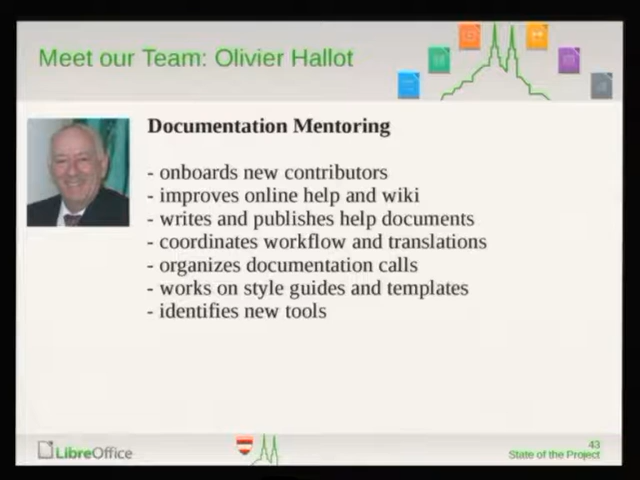 Meet our Team: Olivier Hallot
Documentation Mentoring
- onboards new contributors
- improves online help and wiki
- writes and publishes help documents
- coordinates workflow and translations
- organizes documentation calls
- works on style guides and templates
- identifies new tools
LibreOffice
43
State of the Project